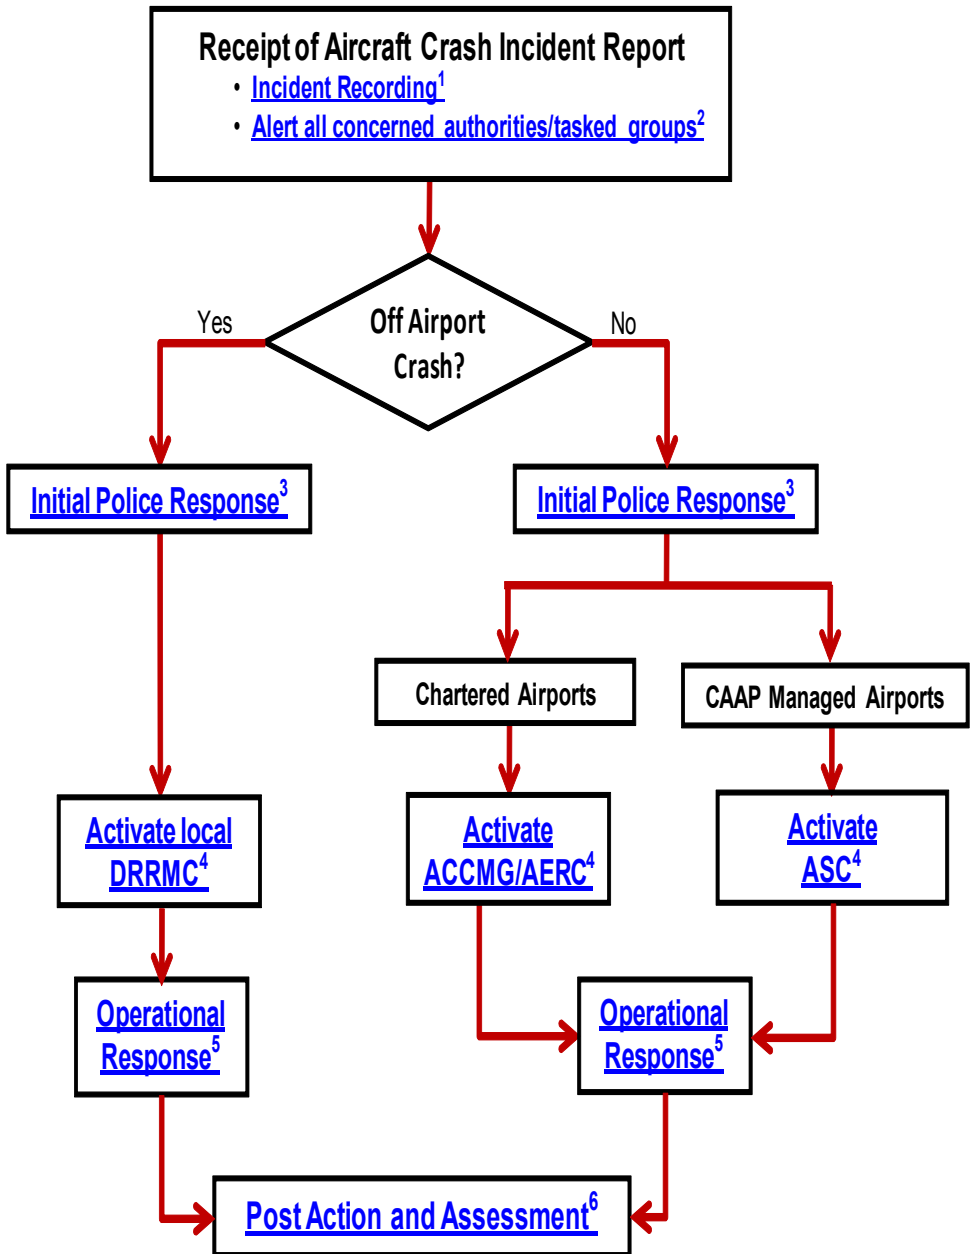 Receipt of Aircraft Crash Incident Report
• Incident Recording¹
• Alert all concerned authorities/tasked groups²
Off Airport
Crash?
Yes
No
Initial Police Response³
Initial Police Response³
Chartered Airports
CAAP Managed Airports
Activate local
DRRMC⁴
Activate
ACCMG/AERC⁴
Activate
ASC⁴
Operational
Response⁵
Operational
Response⁵
Post Action and Assessment⁶